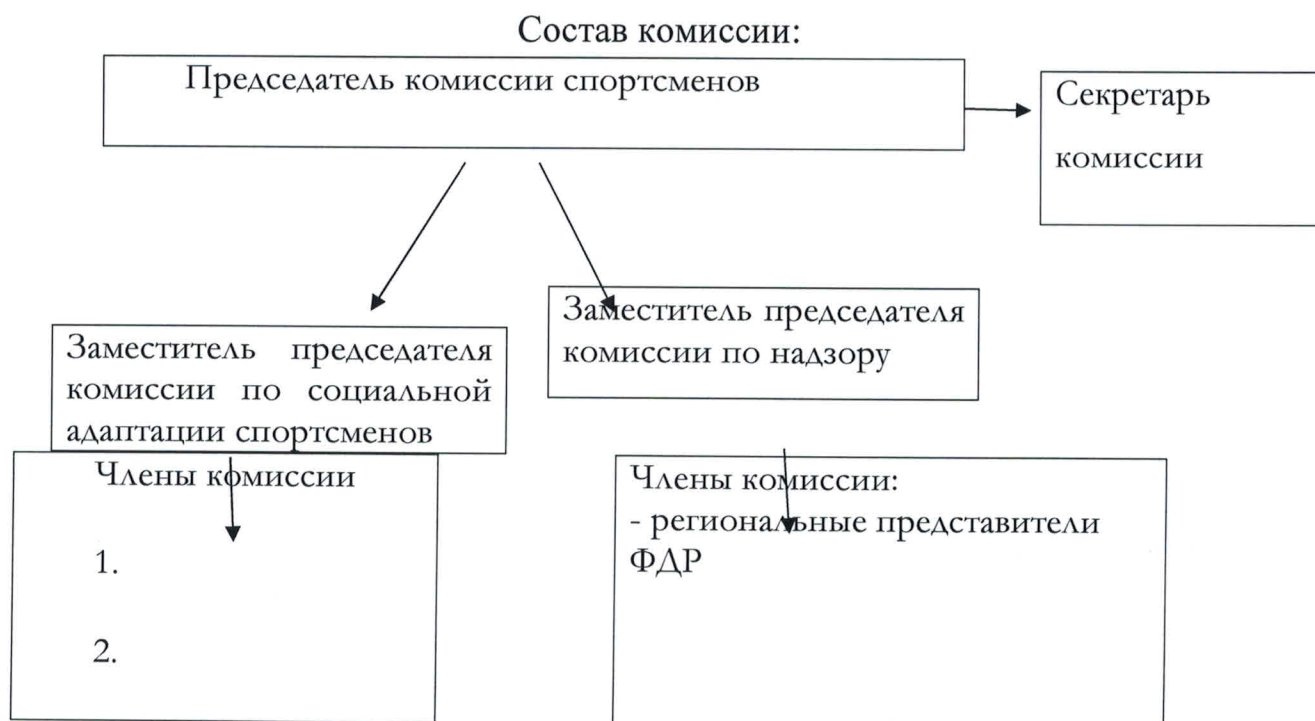 Состав комиссии:
Председатель комиссии спортсменов
Секретарь
комиссии
Заместитель председателя
комиссии по социальной
адаптации спортсменов
Заместитель председателя
комиссии по надзору
Члены комиссии
1.
2.
Члены комиссии:
- региональные представители
ФДР